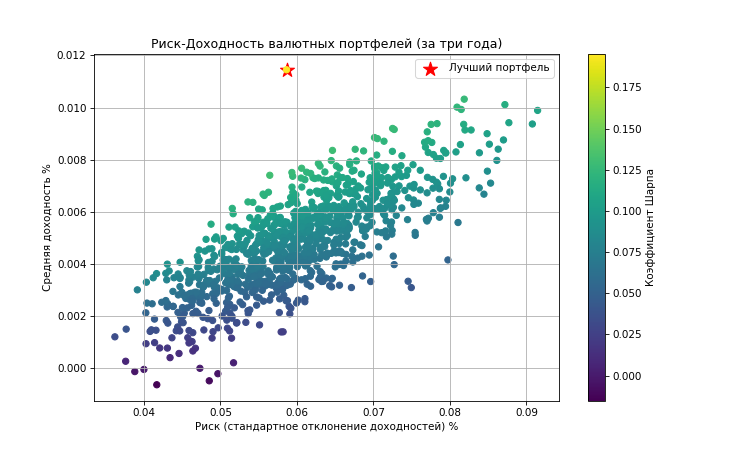 Риск-Доходность валютных портфелей (за три года)
Лучший портфель
Средняя доходность %
0.012
0.010
0.008
0.006
0.004
0.002
0.000
0.04 0.05 0.06 0.07 0.08 0.09
Риск (стандартное отклонение доходностей) %
0.175
0.150
0.125
0.100
0.075
0.050
0.025
0.000
Коэффициент Шарпа